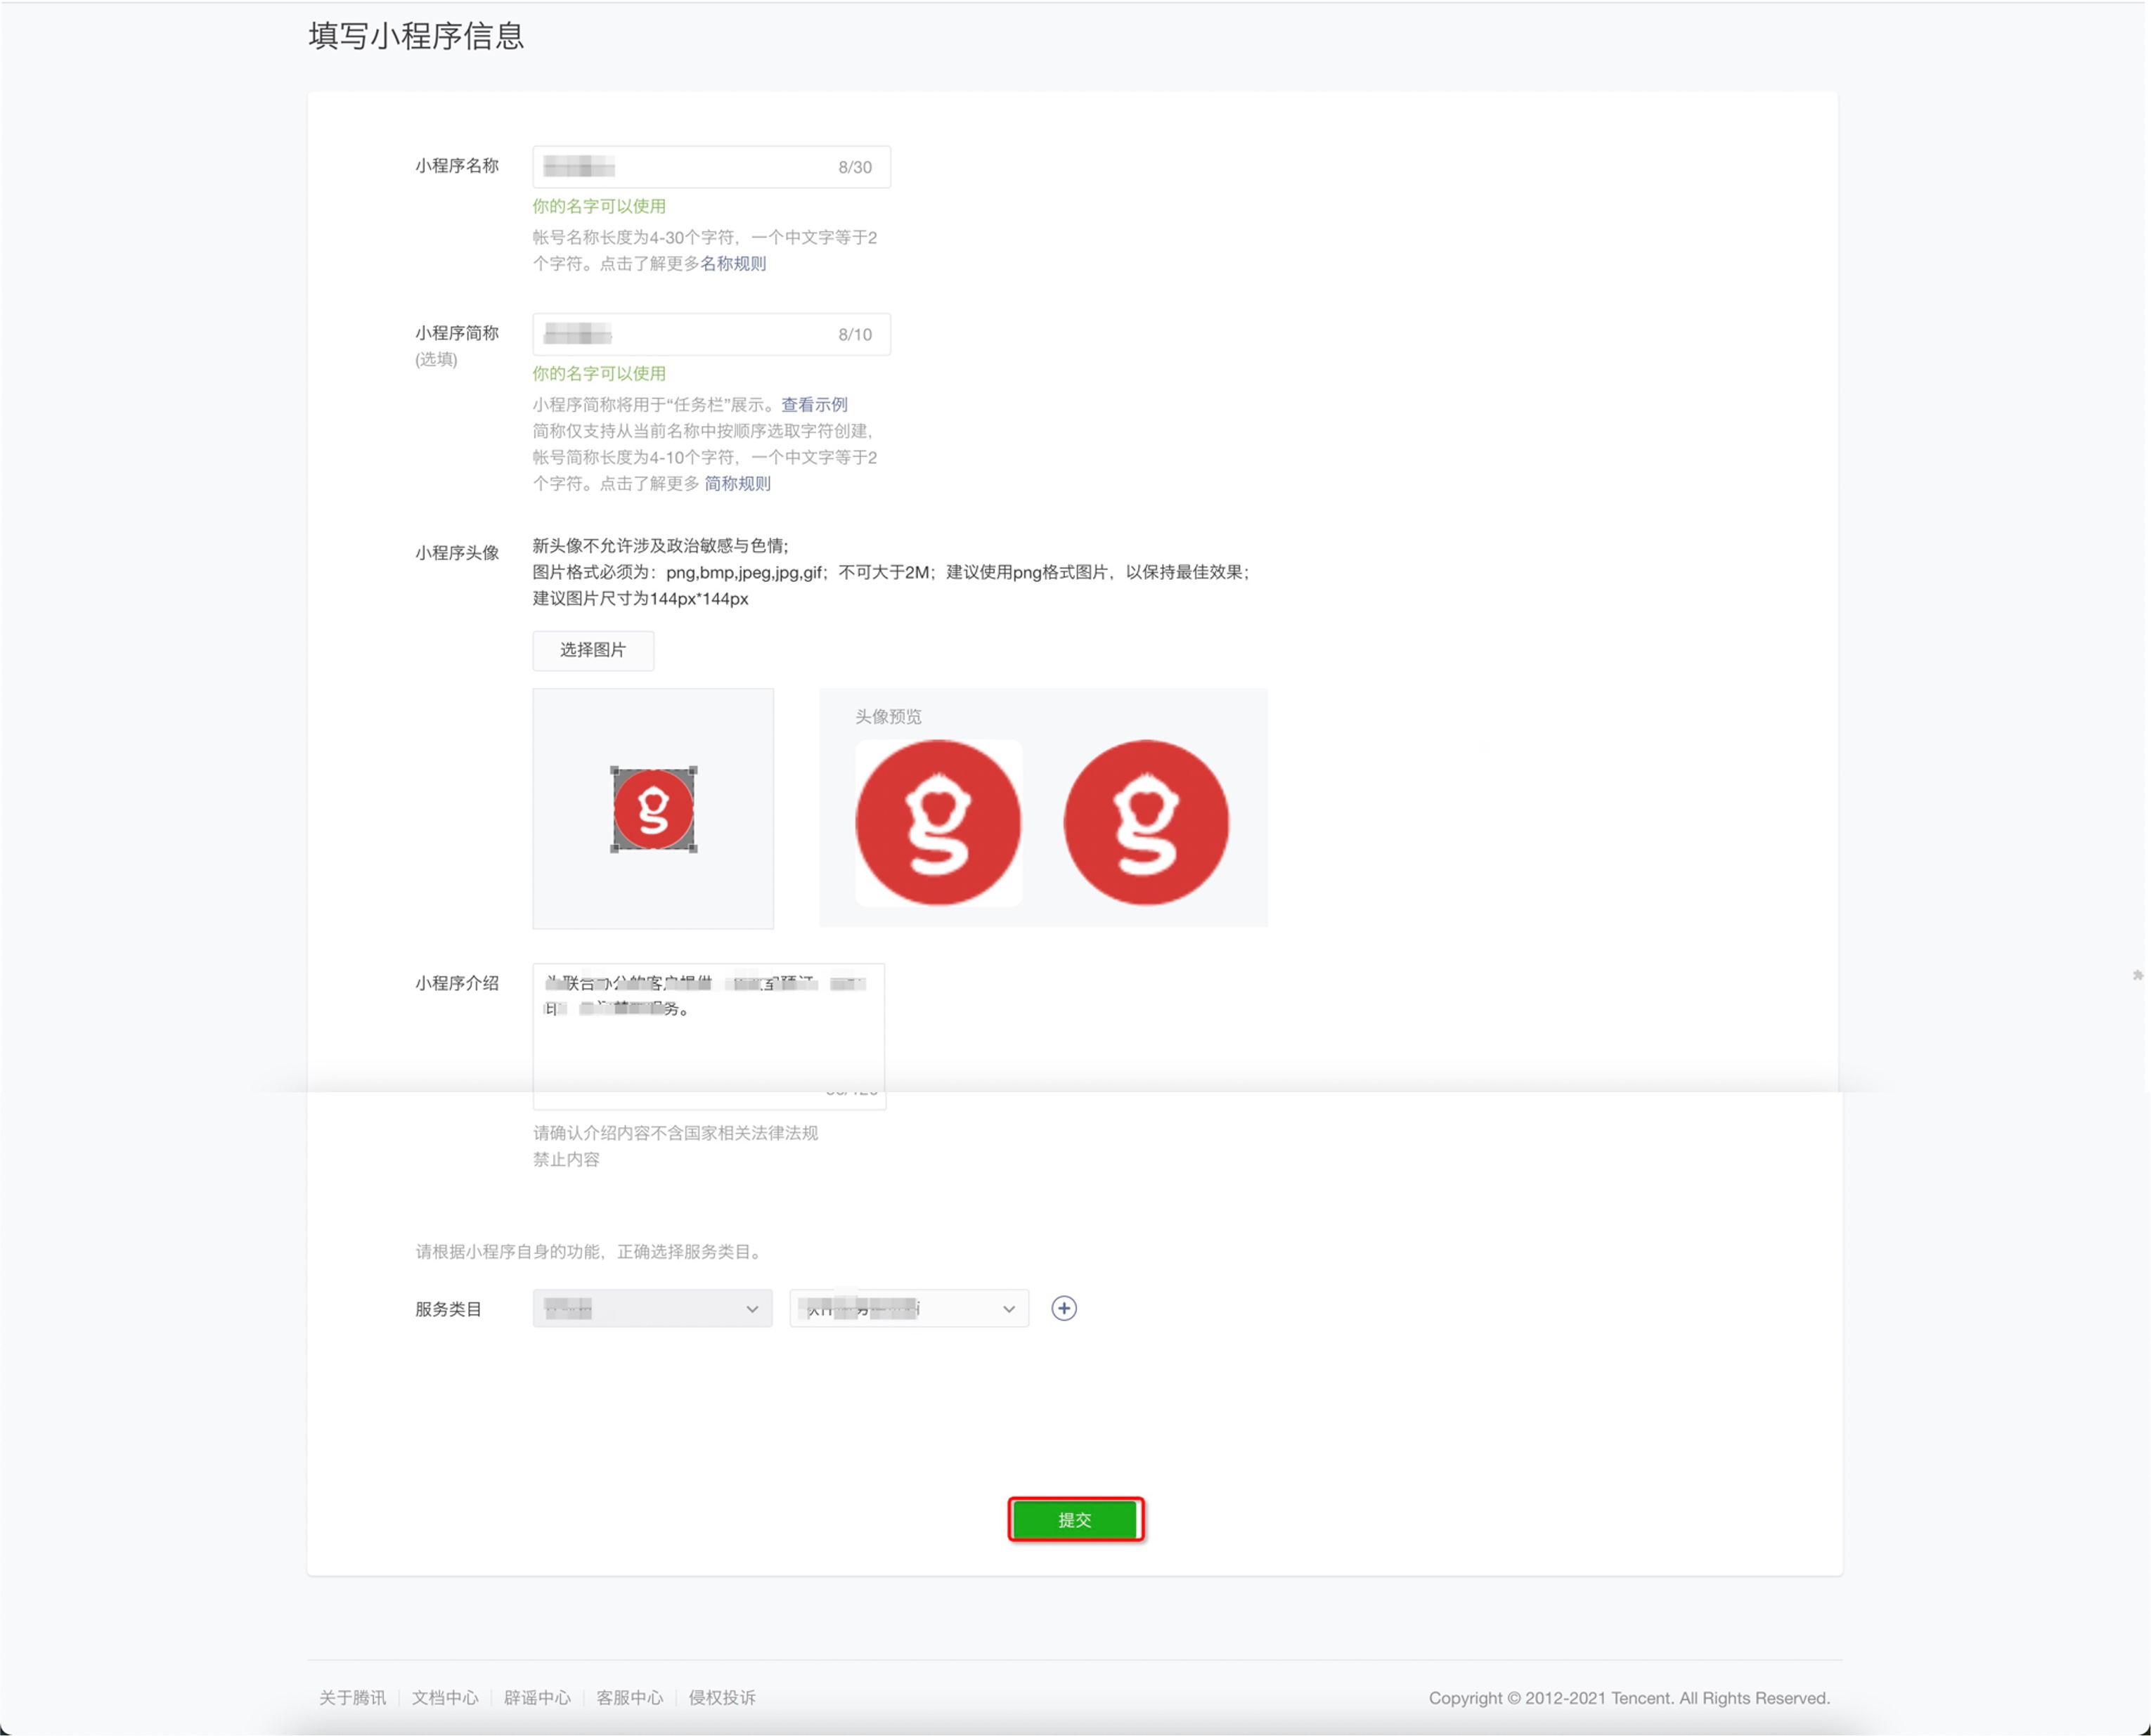 填写小程序信息
小程序名称
8/30
你的名字可以使用
帐号名称长度为4-30个字符，一个中文字等于2
个字符。点击了解更多名称规则
小程序简称
8/10
(选填)
你的名字可以使用
小程序简称将用于“任务栏”展示。查看示例
简称仅支持从当前名称中按顺序选取字符创建，
帐号简称长度为4-10个字符，一个中文字等于2
个字符。点击了解更多 简称规则
小程序头像
新头像不允许涉及政治敏感与色情;
图片格式必须为：png,bmp,jpeg,jpg,gif；不可大于2M；建议使用png格式图片，以保持最佳效果；
建议图片尺寸为144px*144px
选择图片
头像预览
小程序介绍
务。
请确认介绍内容不含国家相关法律法规
禁止内容
请根据小程序自身的功能，正确选择服务类目。
服务类目
提交
关于腾讯 文档中心 辟谣中心 客服中心 侵权投诉
Copyright © 2012-2021 Tencent. All Rights Reserved.